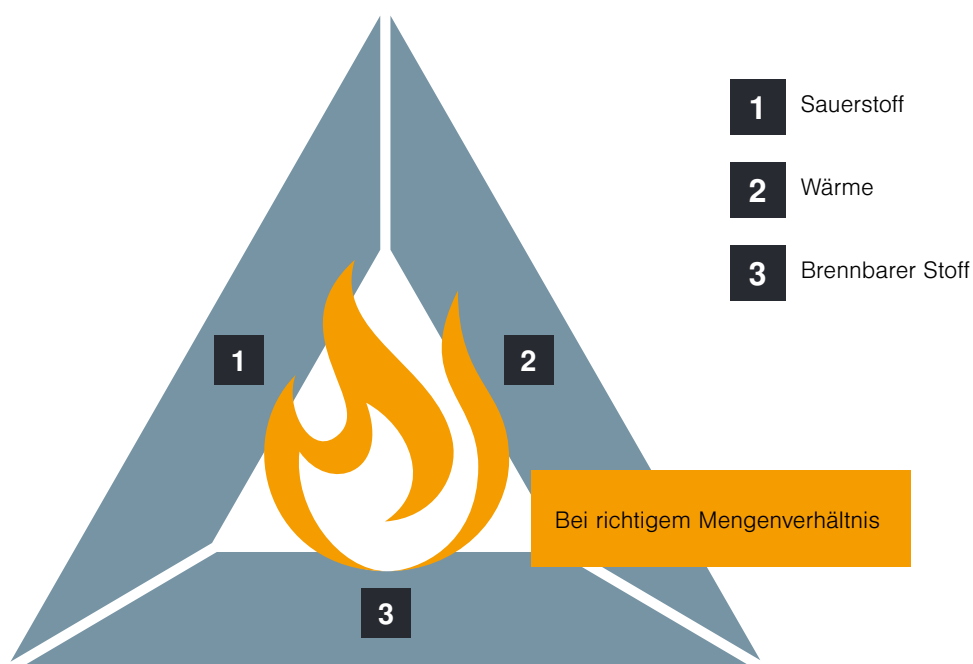 1 Sauerstoff
2 Wärme
3 Brennbarer Stoff
1
2
Bei richtigem Mengenverhältnis
3